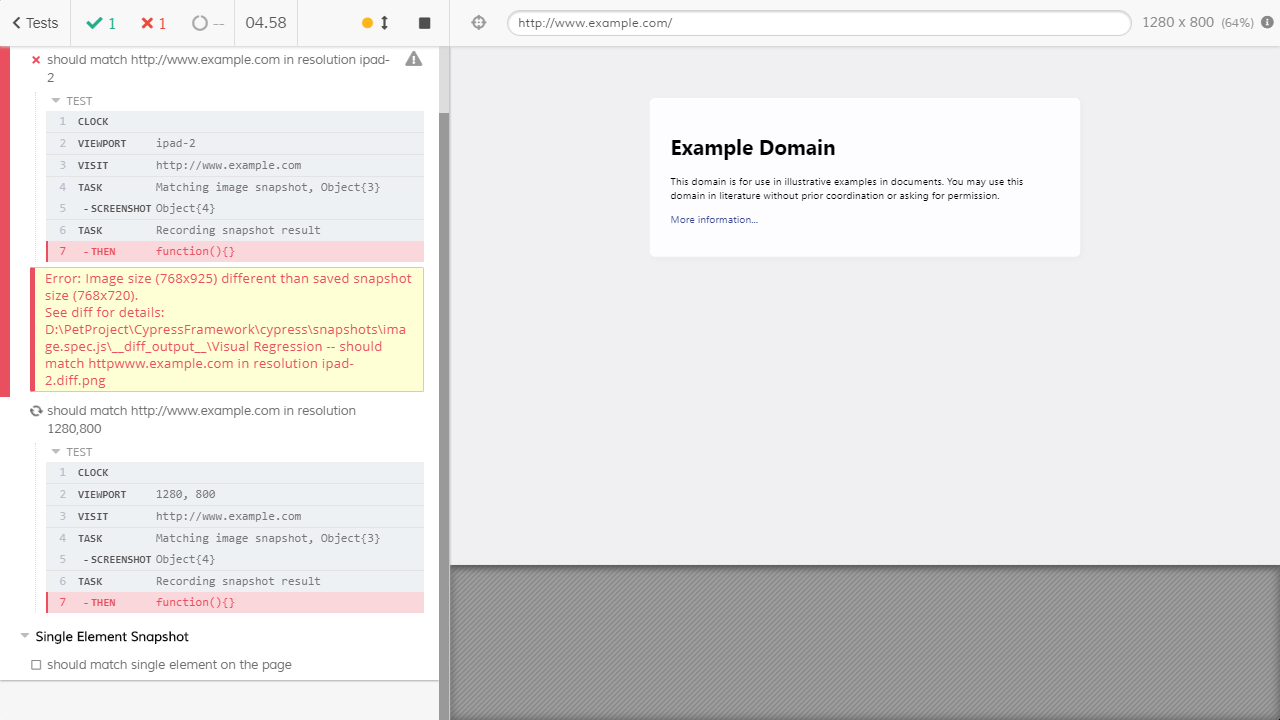 Tests 1 1 -- 04.58
http://www.example.com/ 1280 x 800 (64%)
should match http://www.example.com in resolution ipad-
2
TEST
1 CLOCK
2 VIEWPORT ipad-2
3 VISIT http://www.example.com
4 TASK Matching image snapshot, Object{3}
5 - SCREENSHOT Object{4}
6 TASK Recording snapshot result
7 - THEN function(){}
Error: Image size (768x925) different than saved snapshot
size (768x720).
See diff for details:
D:\PetProject\CypressFramework\cypress\snapshots\ima
ge.spec.js\__diff_output__\Visual Regression -- should
match httpwww.example.com in resolution ipad-
2.diff.png
should match http://www.example.com in resolution
1280,800
TEST
1 CLOCK
2 VIEWPORT 1280, 800
3 VISIT http://www.example.com
4 TASK Matching image snapshot, Object{3}
5 - SCREENSHOT Object{4}
6 TASK Recording snapshot result
7 - THEN function(){}
Single Element Snapshot
should match single element on the page
Example Domain
This domain is for use in illustrative examples in documents. You may use this
domain in literature without prior coordination or asking for permission.
More information...